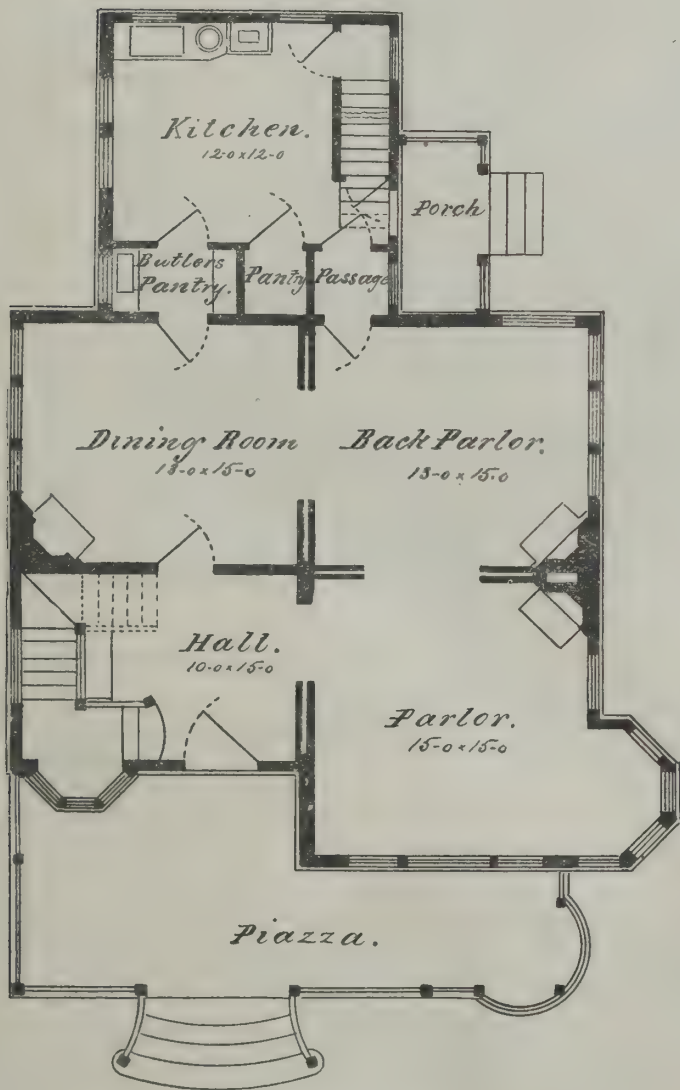 Kitchen.
12-0 x 12-0
Porch
Butlers
Pantry.
Pantry
Passage
Dining Room
13-0 x 15-0
Back Parlor.
13-0 x 15-0
Hall.
10-0 x 15-0
Parlor.
15-0 x 15-0
Piazza.